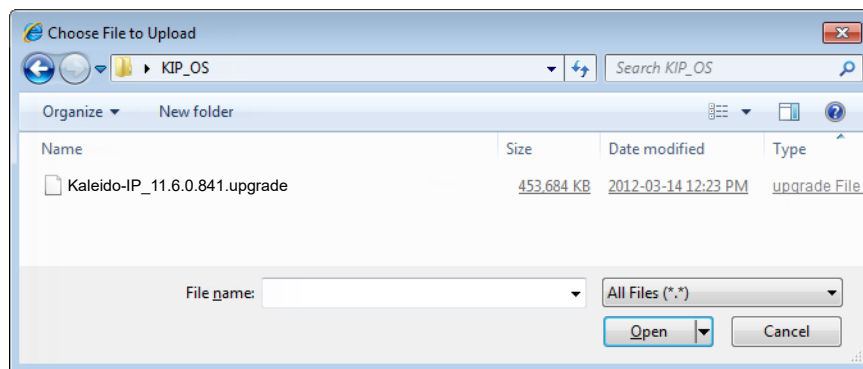 Choose File to Upload
KIP_OS
Search KIP_OS
Organize
New folder
Name Size Date modified Type
Kaleido-IP_11.6.0.841.upgrade 453,684 KB 2012-03-14 12:23 PM upgrade File
File name: All Files (*.*)
Open Cancel